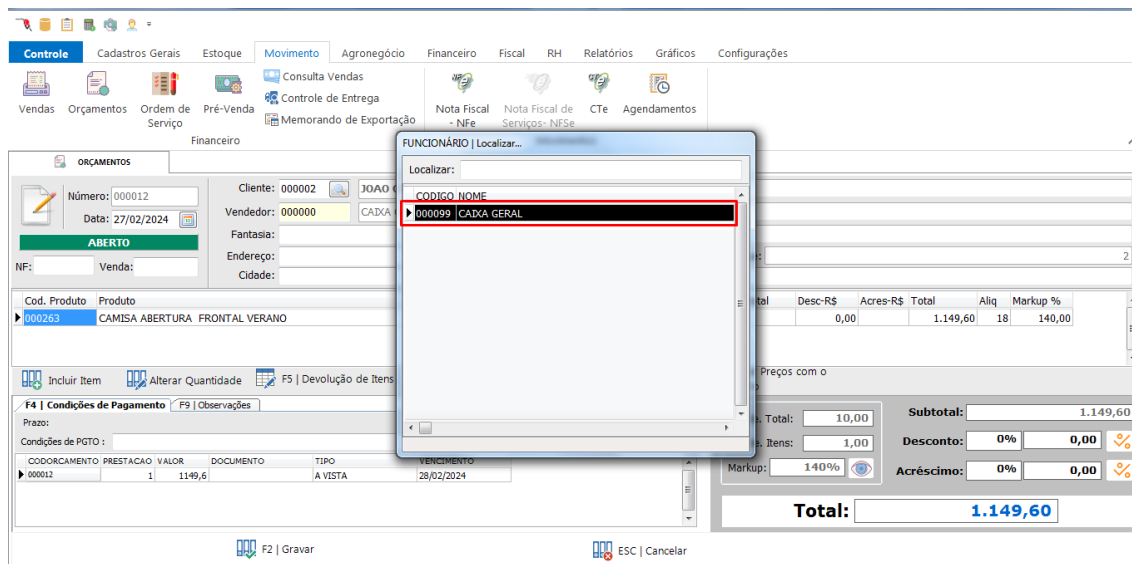 Controle Cadastros Gerais Estoque Movimento Agronegócio Financeiro Fiscal RH Relatórios Gráficos Configurações
Vendas Orçamentos Ordem de Serviço Pré-Venda
Consulta Vendas
Controle de Entrega
Memorando de Exportação
Nota Fiscal - NFe Nota Fiscal de Serviços- NFSe CTe Agendamentos
Financeiro
ORÇAMENTOS
Número: 000012
Data: 27/02/2024
ABERTO
NF: Venda:
Cliente: 000002 JOAO
Vendedor: 000000 CAIXA
Fantasia:
Endereço: 2
Cidade:
FUNCIONÁRIO | Localizar...
Localizar:
CODIGO NOME
000099 CAIXA GERAL
Cod. Produto Produto Desc-R$ Acres-R$ Total Aliq Markup %
000263 CAMISA ABERTURA FRONTAL VERANO 0,00 1.149,60 18 140,00
Incluir Item Alterar Quantidade F5 | Devolução de Itens Preços com o
F4 | Condições de Pagamento F9 | Observações
Prazo:
Condições de PGTO :
CODORCAMENTO PRESTACAO VALOR DOCUMENTO TIPO VENCIMENTO
000012 1 1149,6 A VISTA 28/02/2024
Total: 10,00 Subtotal: 1.149,60
Itens: 1,00 Desconto: 0% 0,00
Markup: 140% Acréscimo: 0% 0,00
Total: 1.149,60
F2 | Gravar ESC | Cancelar